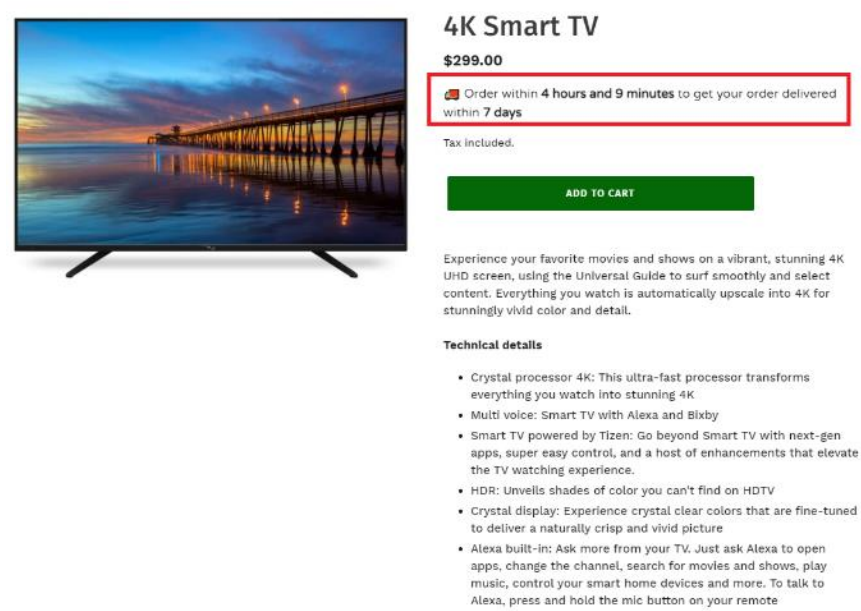 4K Smart TV
$299.00
Order within 4 hours and 9 minutes to get your order delivered
within 7 days
Tax included.
ADD TO CART
Experience your favorite movies and shows on a vibrant, stunning 4K
UHD screen, using the Universal Guide to surf smoothly and select
content. Everything you watch is automatically upscale into 4K for
stunningly vivid color and detail.
Technical details
• Crystal processor 4K: This ultra-fast processor transforms
everything you watch into stunning 4K
• Multi voice: Smart TV with Alexa and Bixby
• Smart TV powered by Tizen: Go beyond Smart TV with next-gen
apps, super easy control, and a host of enhancements that elevate
the TV watching experience.
• HDR: Unveils shades of color you can't find on HDTV
• Crystal display: Experience crystal clear colors that are fine-tuned
to deliver a naturally crisp and vivid picture
• Alexa built-in: Ask more from your TV. Just ask Alexa to open
apps, change the channel, search for movies and shows, play
music, control your smart home devices and more. To talk to
Alexa, press and hold the mic button on your remote